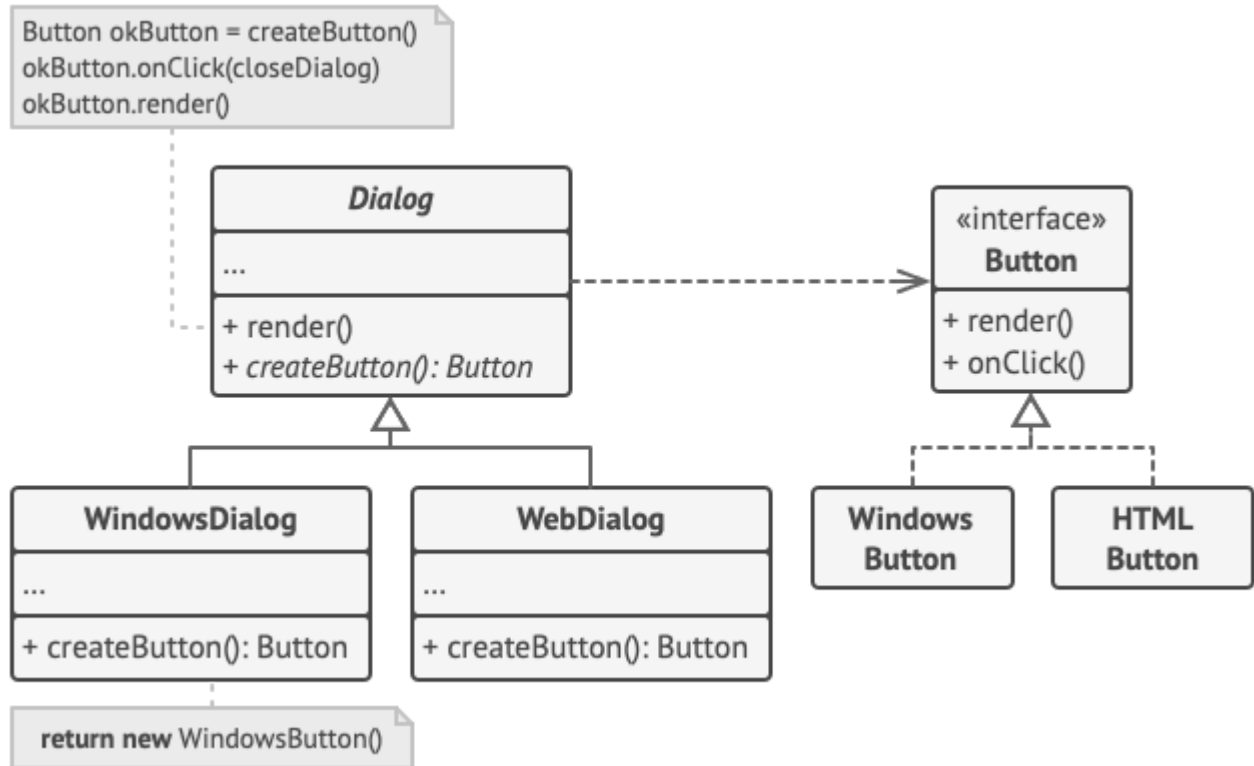 Button okButton = createButton()
okButton.onClick(closeDialog)
okButton.render()
Dialog
...
+ render()
+ createButton(): Button
«interface»
Button
+ render()
+ onClick()
WindowsDialog
...
+ createButton(): Button
WebDialog
...
+ createButton(): Button
Windows
Button
HTML
Button
return new WindowsButton()